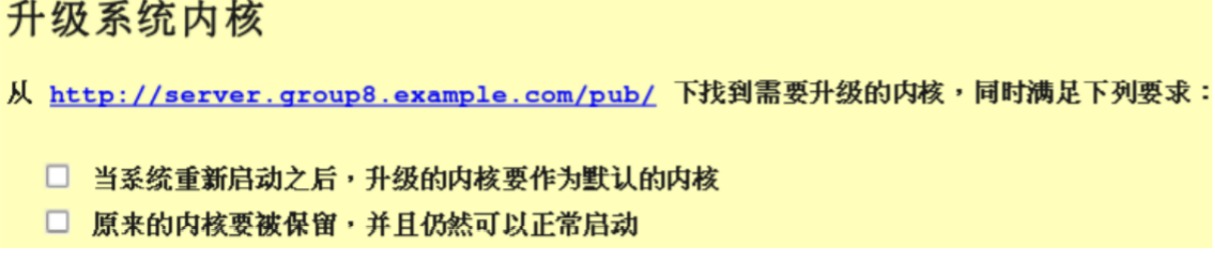 升级系统内核
从 http://server.group8.example.com/pub/ 下找到需要升级的内核，同时满足下列要求：
当系统重新启动之后，升级的内核要作为默认的内核
原来的内核要被保留，并且仍然可以正常启动